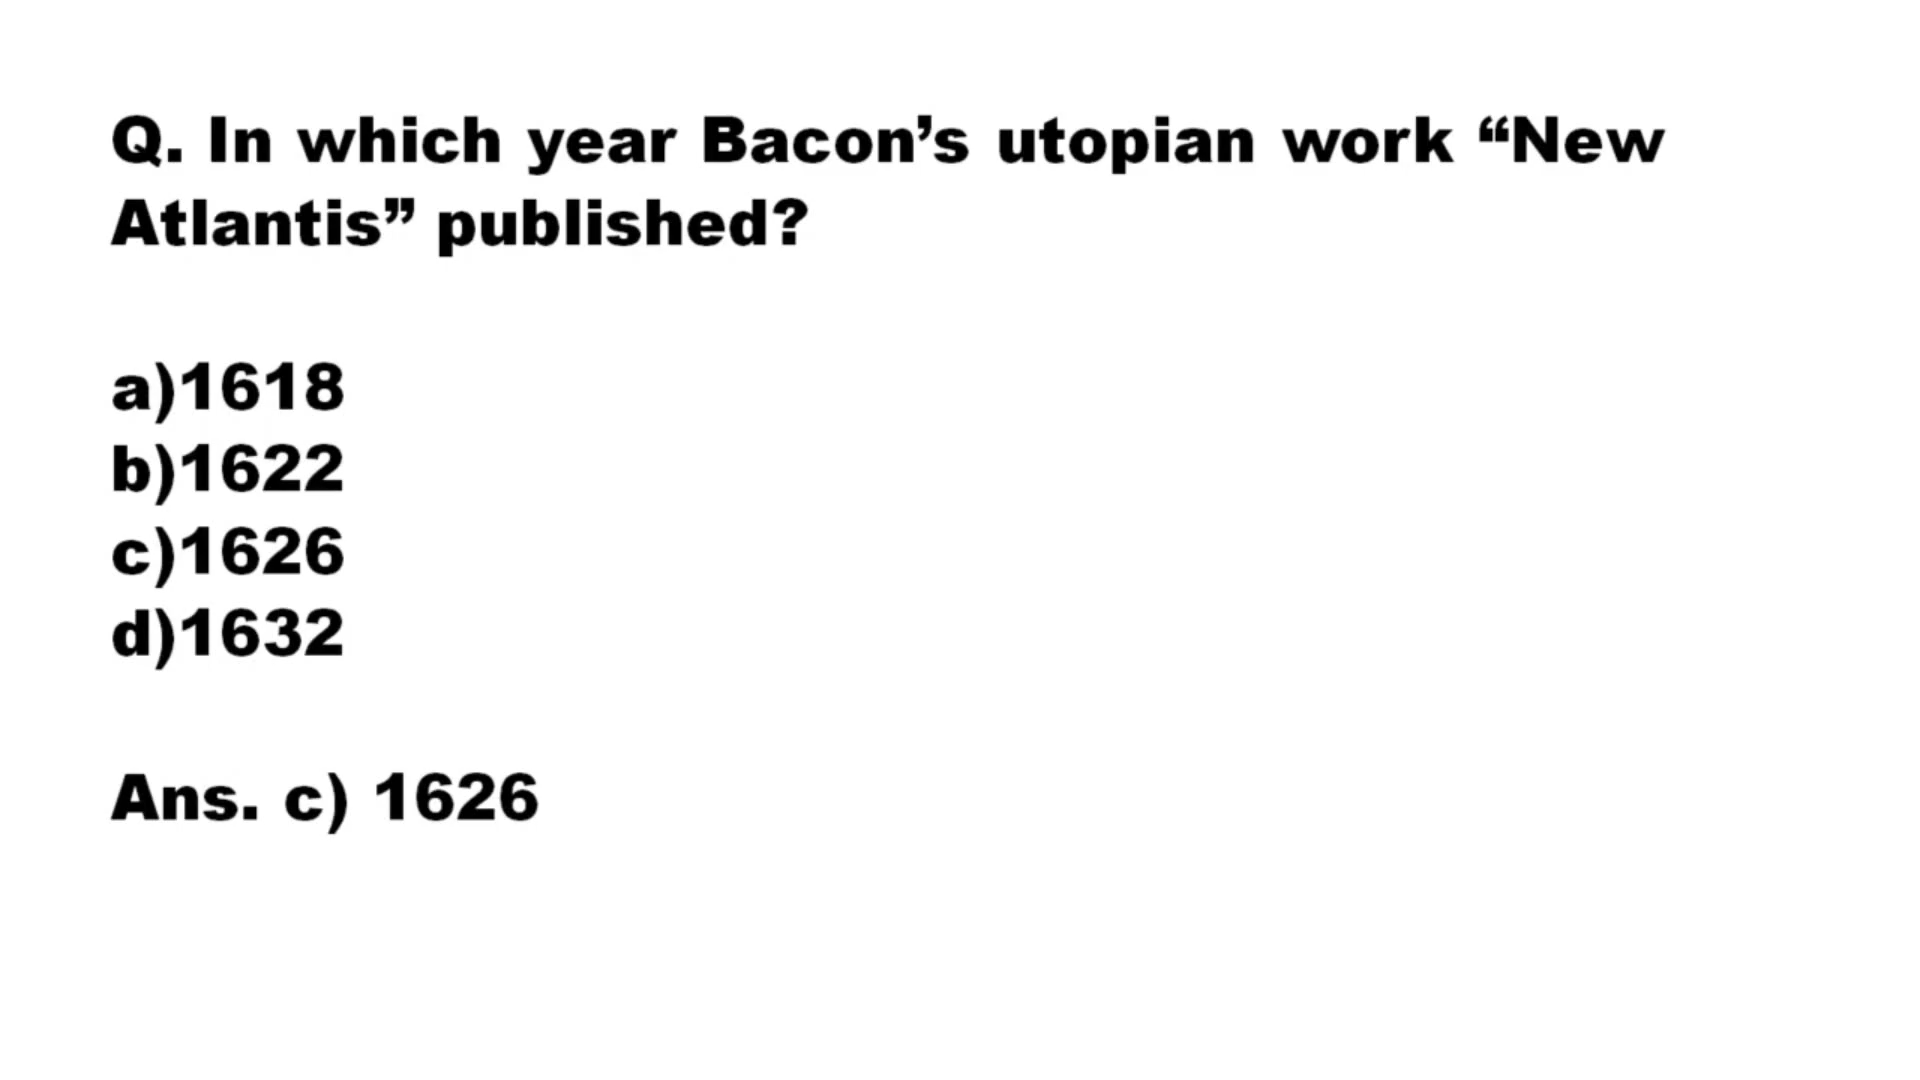 Q. In which year Bacon’s utopian work “New
Atlantis” published?
a)1618
b)1622
c)1626
d)1632
Ans. c) 1626